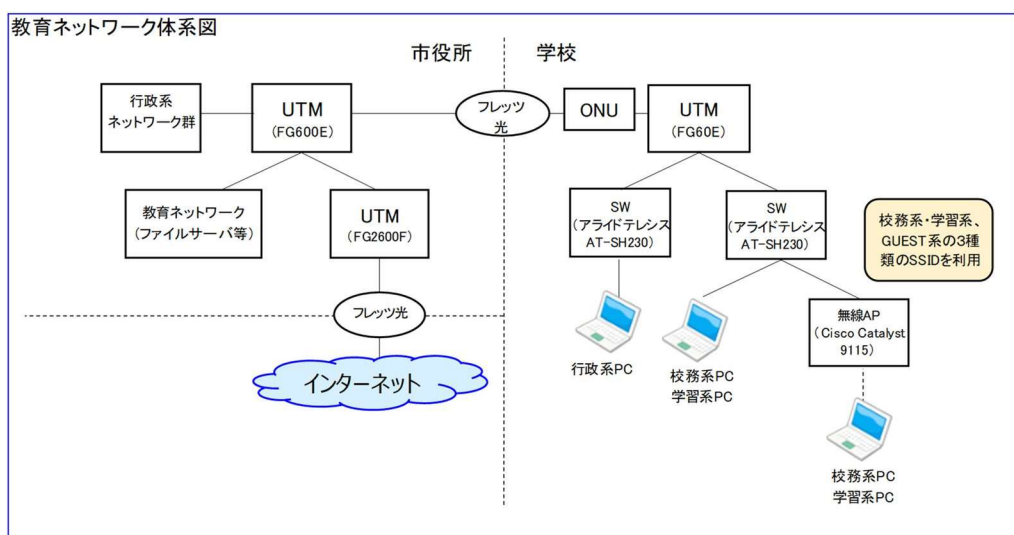 教育ネットワーク体系図
市役所
学校
行政系
ネットワーク群
UTM
(FG600E)
フレッツ
光
ONU
UTM
(FG60E)
教育ネットワーク
(ファイルサーバ等)
UTM
(FG2600F)
SW
(アライドテレシス
AT-SH230)
SW
(アライドテレシス
AT-SH230)
校務系・学習系、
GUEST系の3種
類のSSIDを利用
フレッツ光
インターネット
行政系PC
校務系PC
学習系PC
無線AP
(Cisco Catalyst
9115)
校務系PC
学習系PC